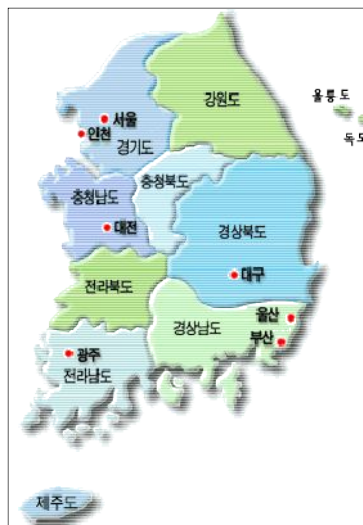 강원도
울릉도
독도
서울
인천
경기도
충청북도
충청남도
대전
경상북도
대구
전라북도
경상남도
울산
부산
광주
전라남도
제주도